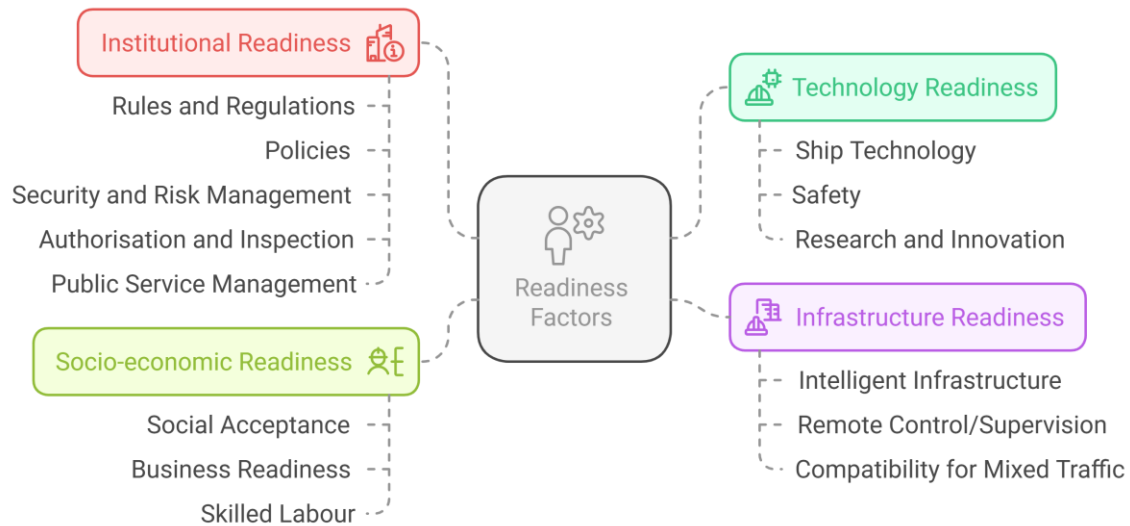 Institutional Readiness
Rules and Regulations
Policies
Security and Risk Management
Authorisation and Inspection
Public Service Management
Socio-economic Readiness
Social Acceptance
Business Readiness
Skilled Labour
Readiness
Factors
Technology Readiness
Ship Technology
Safety
Research and Innovation
Infrastructure Readiness
Intelligent Infrastructure
Remote Control/Supervision
Compatibility for Mixed Traffic